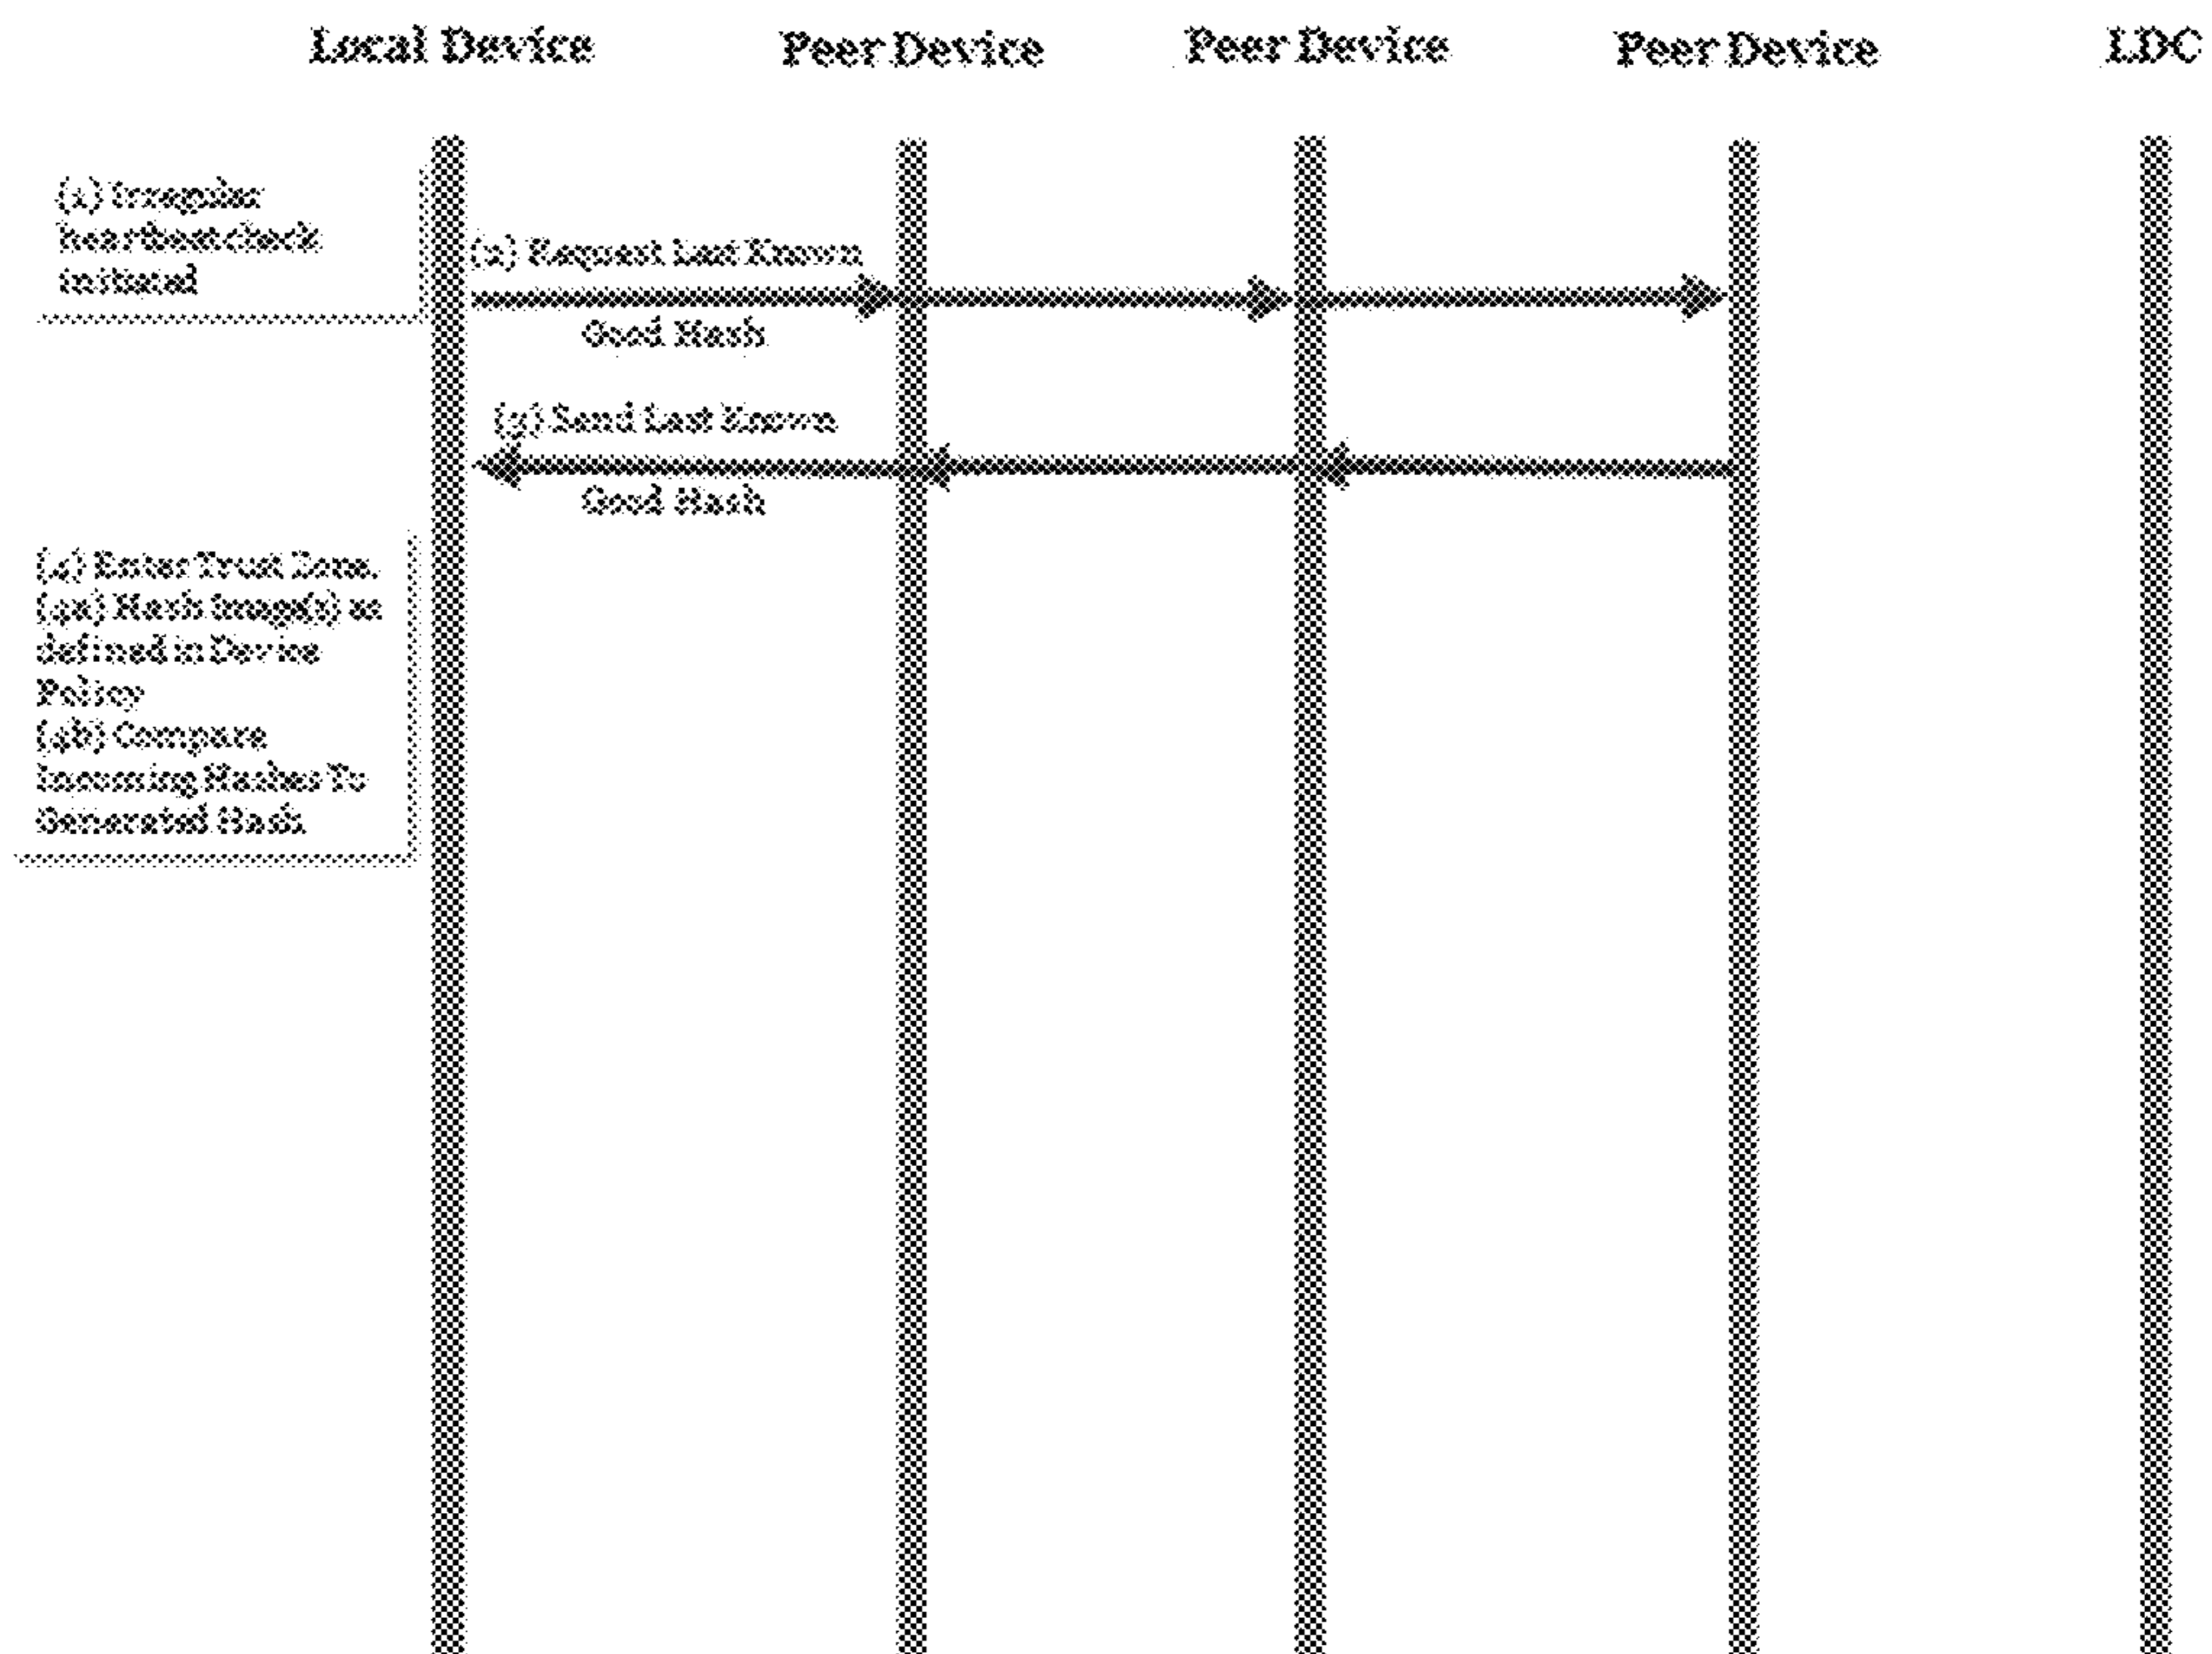 Local Device
Peer Device
Peer Device
Peer Device
LDC
(1) Irregular
heartbeat check
initiated
(2) Request Last Known
Good Hash
(3) Send Last Known
Good Hash
(4) Enter Trust Zone.
(4a) Hash Image(s) as
defined in Device
Policy
(4b) Compare
Incoming Hashes To
Generated Hash